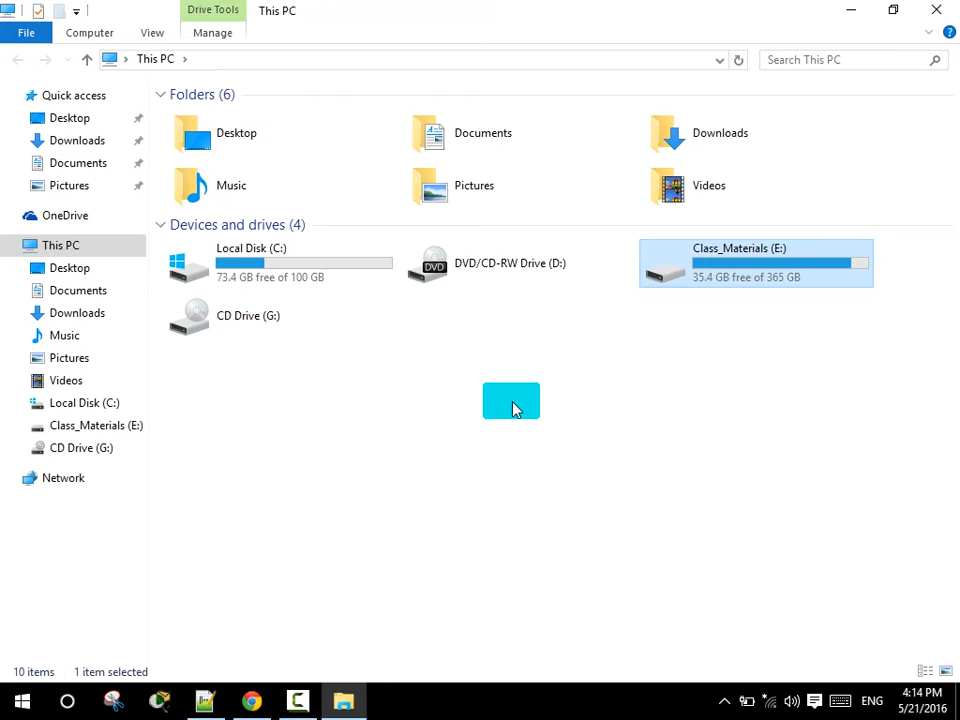 Drive Tools
This PC
File
Computer
View
Manage
This PC
Search This PC
Quick access
Desktop
Downloads
Documents
Pictures
OneDrive
This PC
Desktop
Documents
Downloads
Music
Pictures
Videos
Local Disk (C:)
Class_Materials (E:)
CD Drive (G:)
Network
Folders (6)
Desktop
Documents
Downloads
Music
Pictures
Videos
Devices and drives (4)
Local Disk (C:)
73.4 GB free of 100 GB
DVD
DVD/CD-RW Drive (D:)
Class_Materials (E:)
35.4 GB free of 365 GB
CD Drive (G:)
10 items
1 item selected
ENG
4:14 PM
5/21/2016